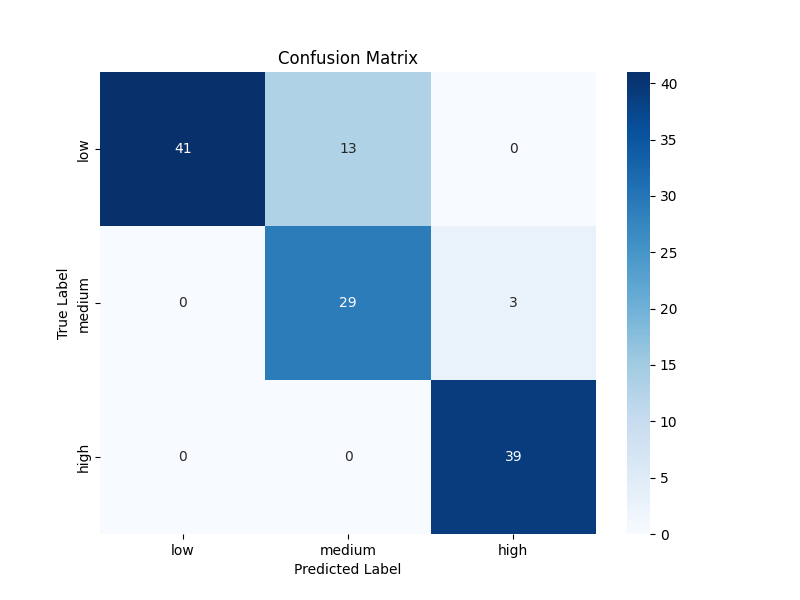 Confusion Matrix
low
41
13
0
medium
0
29
3
high
0
0
39
True Label
low
medium
high
Predicted Label
40
35
30
25
20
15
10
5
0